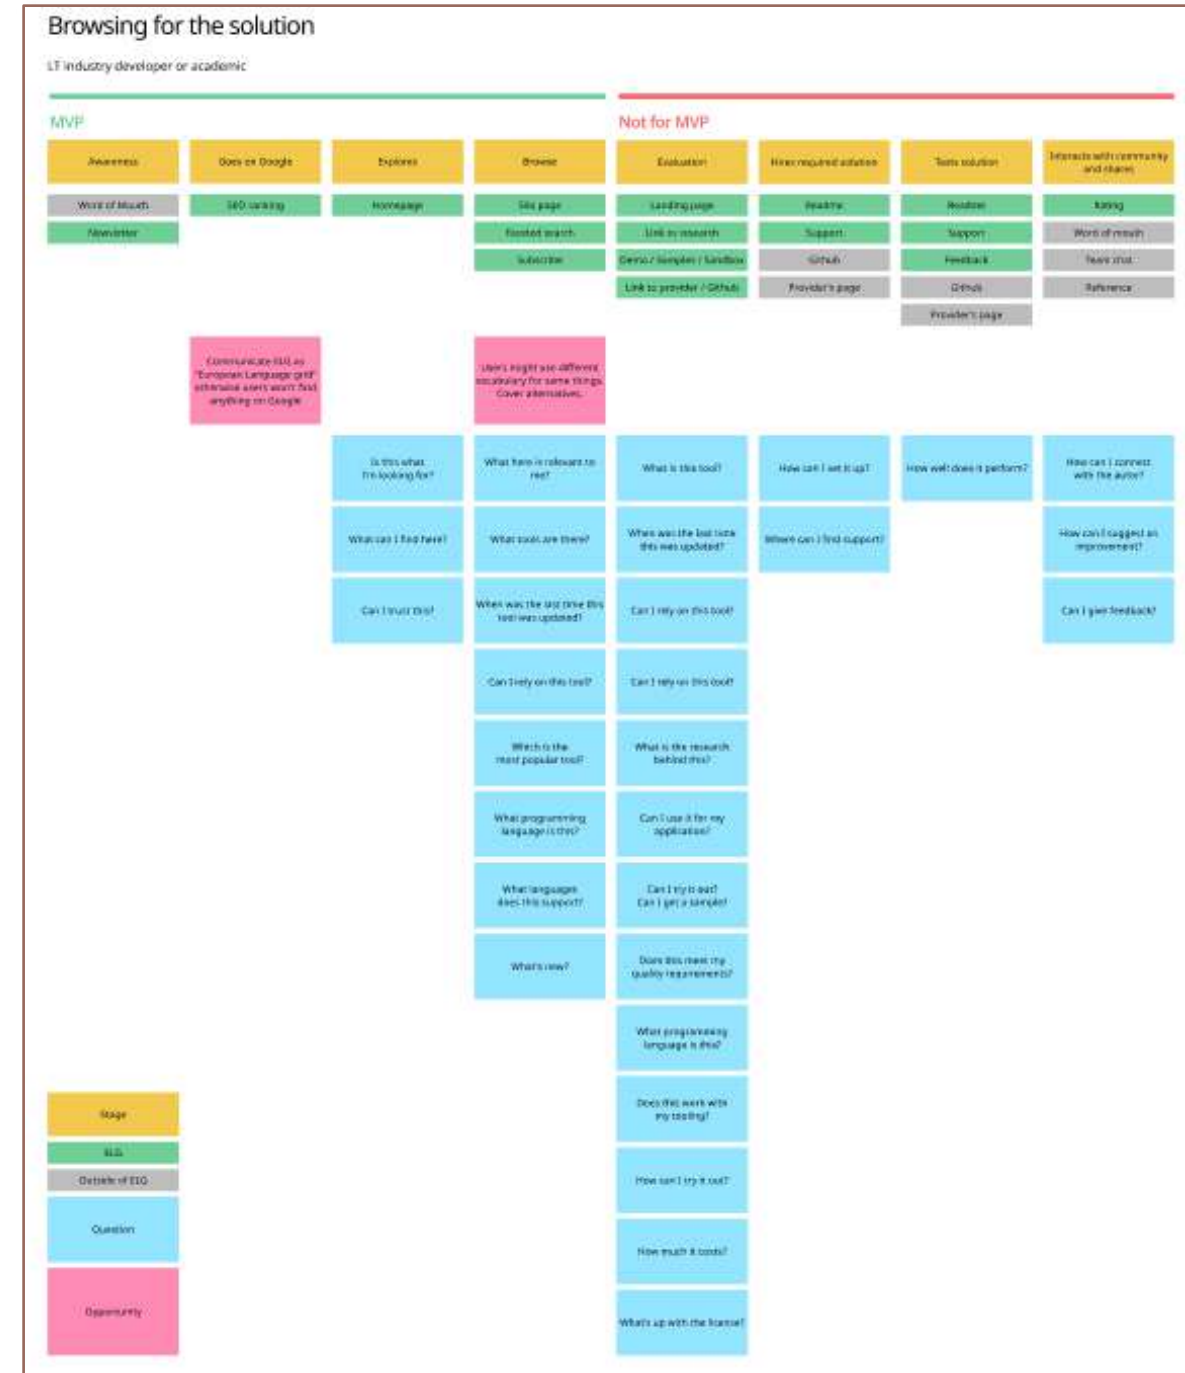 Browsing for the solution
LT industry developer or academic
MVP
Not for MVP
Awareness
Goes on Google
Explores
Browse
Evaluation
Hires required solution
Tests solution
Interacts with community
and shares
Word of Mouth
SEO ranking
Homepage
page
Landing page
Readme
Readme
Rating
Newsletter
Faceted search
Link to research
Support
Support
Word of mouth
Subscribe
Demo / Samples / Sandbox
Github
Feedback
Team chat
Link to provider / Github
Provider's page
Github
Reference
Provider's page
Communicate ELG as
"European Language grid"
otherwise users won't find
anything on Google
Users might use different
vocabulary for same things.
Cover alternatives.
Is this what
I'm looking for?
What here is relevant to
me?
What is this tool?
How can I set it up?
How well does it perform?
How can I connect
with the autor?
What can I find here?
What tools are there?
When was the last time
this was updated?
Where can I find support?
How can I suggest an
improvement?
Can I trust this?
When was the last time this
tool was updated?
Can I rely on this tool?
Can I give feedback?
Can I rely on this tool?
Can I rely on this tool?
Which is the
most popular tool?
What is the research
behind this?
What programming
language is this?
Can I use it for my
application?
What languages
does this support?
Can I try it out?
Can I get a sample?
What's new?
Does this meet my
quality requirements?
What programming
language is this?
Does this work with
my tooling?
How can I try it out?
How much it costs?
What's up with the license?
Stage
ELG
Outside of ELG
Question
Opportunity